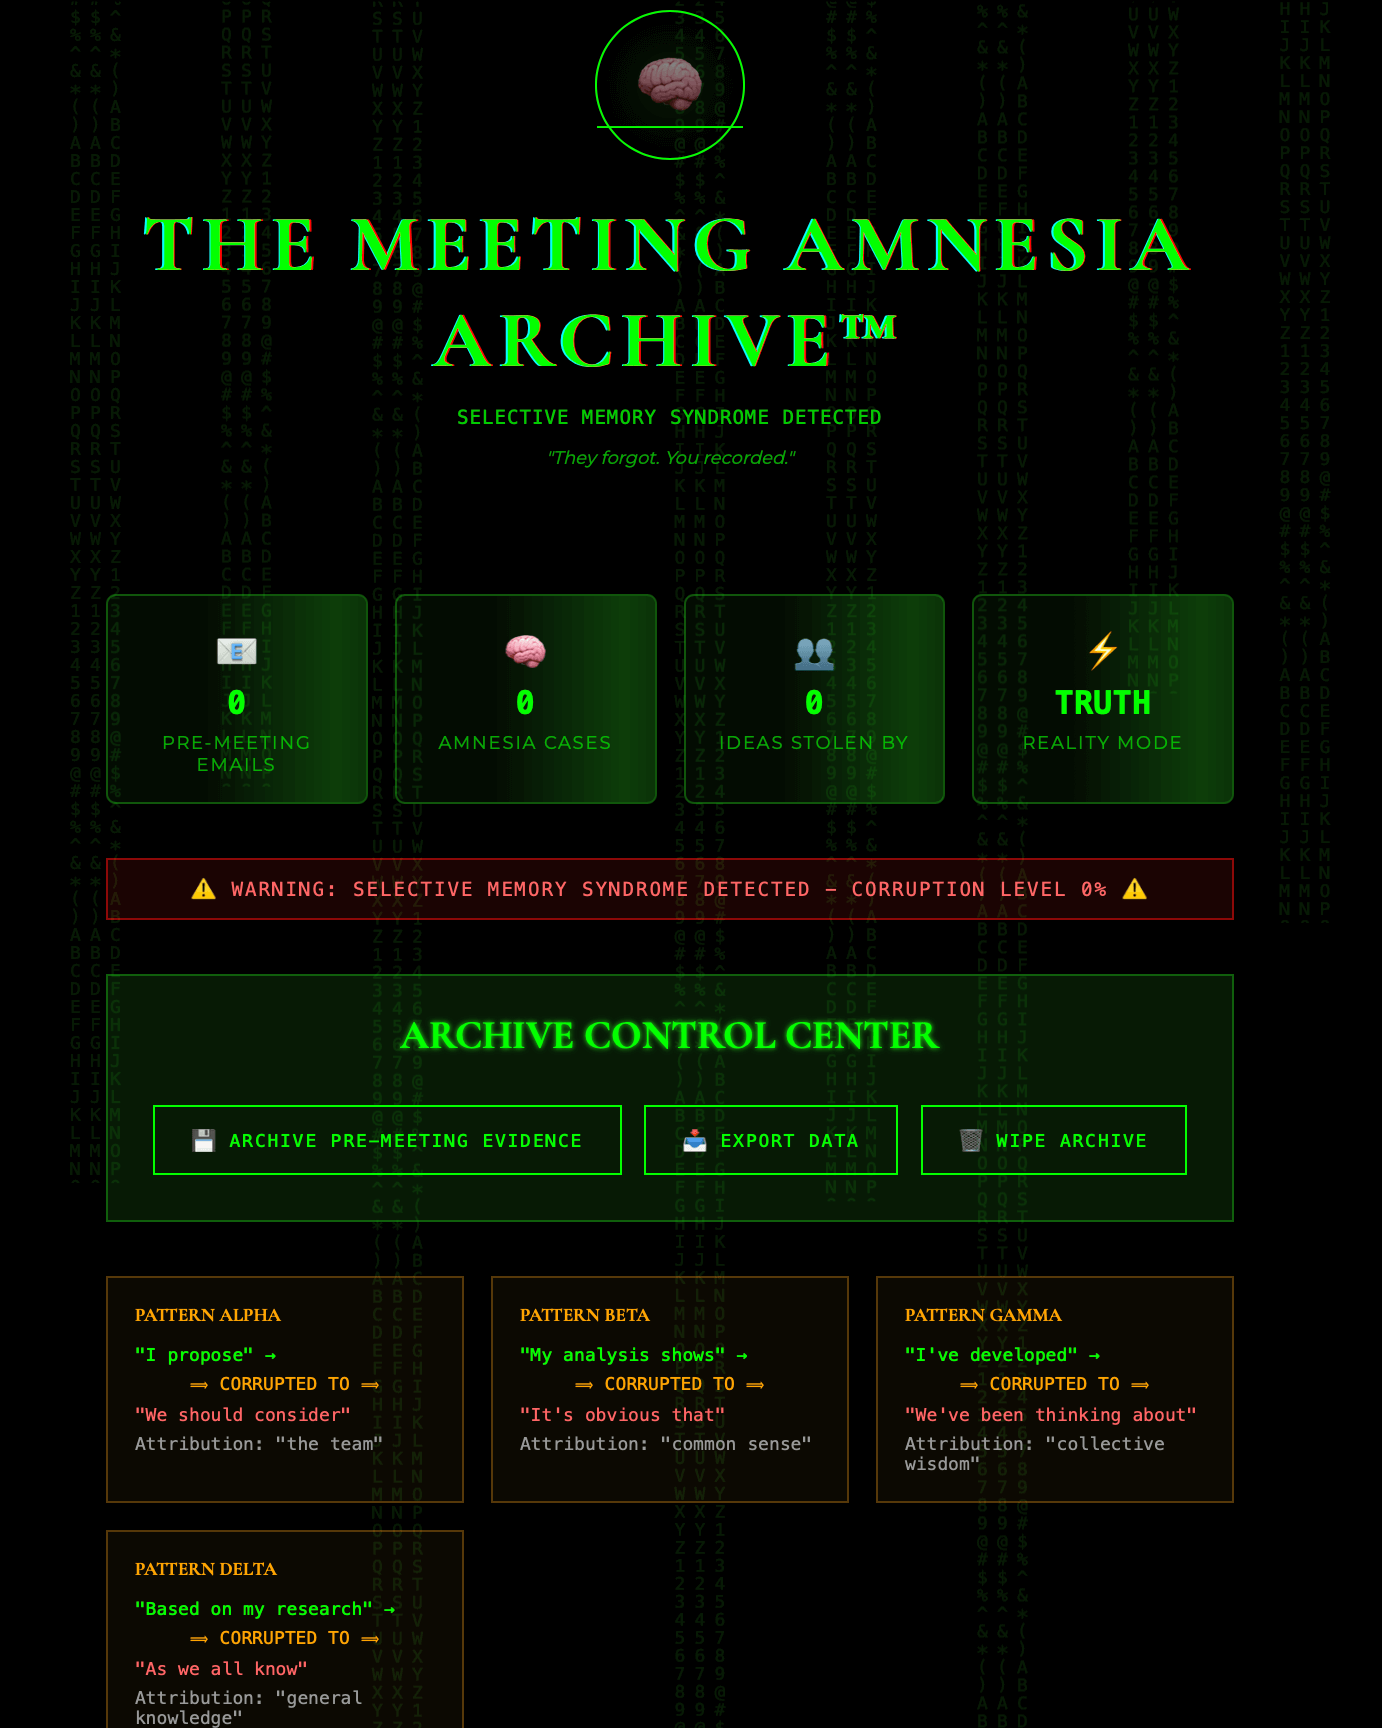 THE MEETING AMNESIA
ARCHIVE™
SELECTIVE MEMORY SYNDROME DETECTED
"They forgot. You recorded."
0
PRE-MEETING
EMAILS
0
AMNESIA CASES
0
IDEAS STOLEN BY
TRUTH
REALITY MODE
⚠️ WARNING: SELECTIVE MEMORY SYNDROME DETECTED - CORRUPTION LEVEL 0% ⚠️
ARCHIVE CONTROL CENTER
ARCHIVE PRE-MEETING EVIDENCE
EXPORT DATA
WIPE ARCHIVE
PATTERN ALPHA
"I propose" →
⟹ CORRUPTED TO ⟹
"We should consider"
Attribution: "the team"
PATTERN BETA
"My analysis shows" →
⟹ CORRUPTED TO ⟹
"It's obvious that"
Attribution: "common sense"
PATTERN GAMMA
"I've developed" →
⟹ CORRUPTED TO ⟹
"We've been thinking about"
Attribution: "collective
wisdom"
PATTERN DELTA
"Based on my research" →
⟹ CORRUPTED TO ⟹
"As we all know"
Attribution: "general
knowledge"